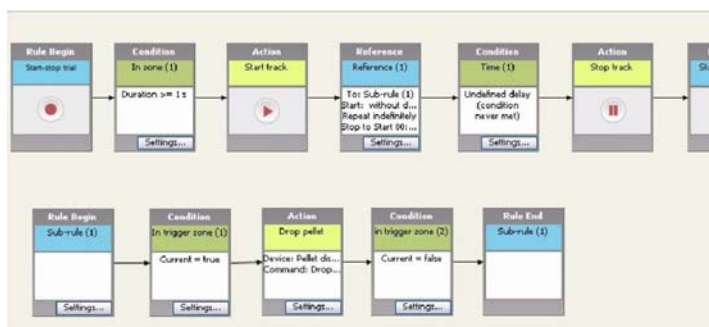 Rule Begin
Start-stop trial
Condition
In zone (1)
Duration >= 1 s
Settings...
Action
Start track
Reference
Reference (1)
To: Sub-rule (1)
Start: without d...
Repeat indefinitely
Stop to Start 00:...
Settings...
Condition
Time (1)
Undefined delay
(condition
never met)
Settings...
Action
Stop track
Rule Begin
Sub-rule (1)
Settings...
Condition
In trigger zone (1)
Current = true
Settings...
Action
Drop pellet
Device: Pellet dis...
Command: Drop...
Settings...
Condition
in trigger zone (2)
Current = false
Settings...
Rule End
Sub-rule (1)